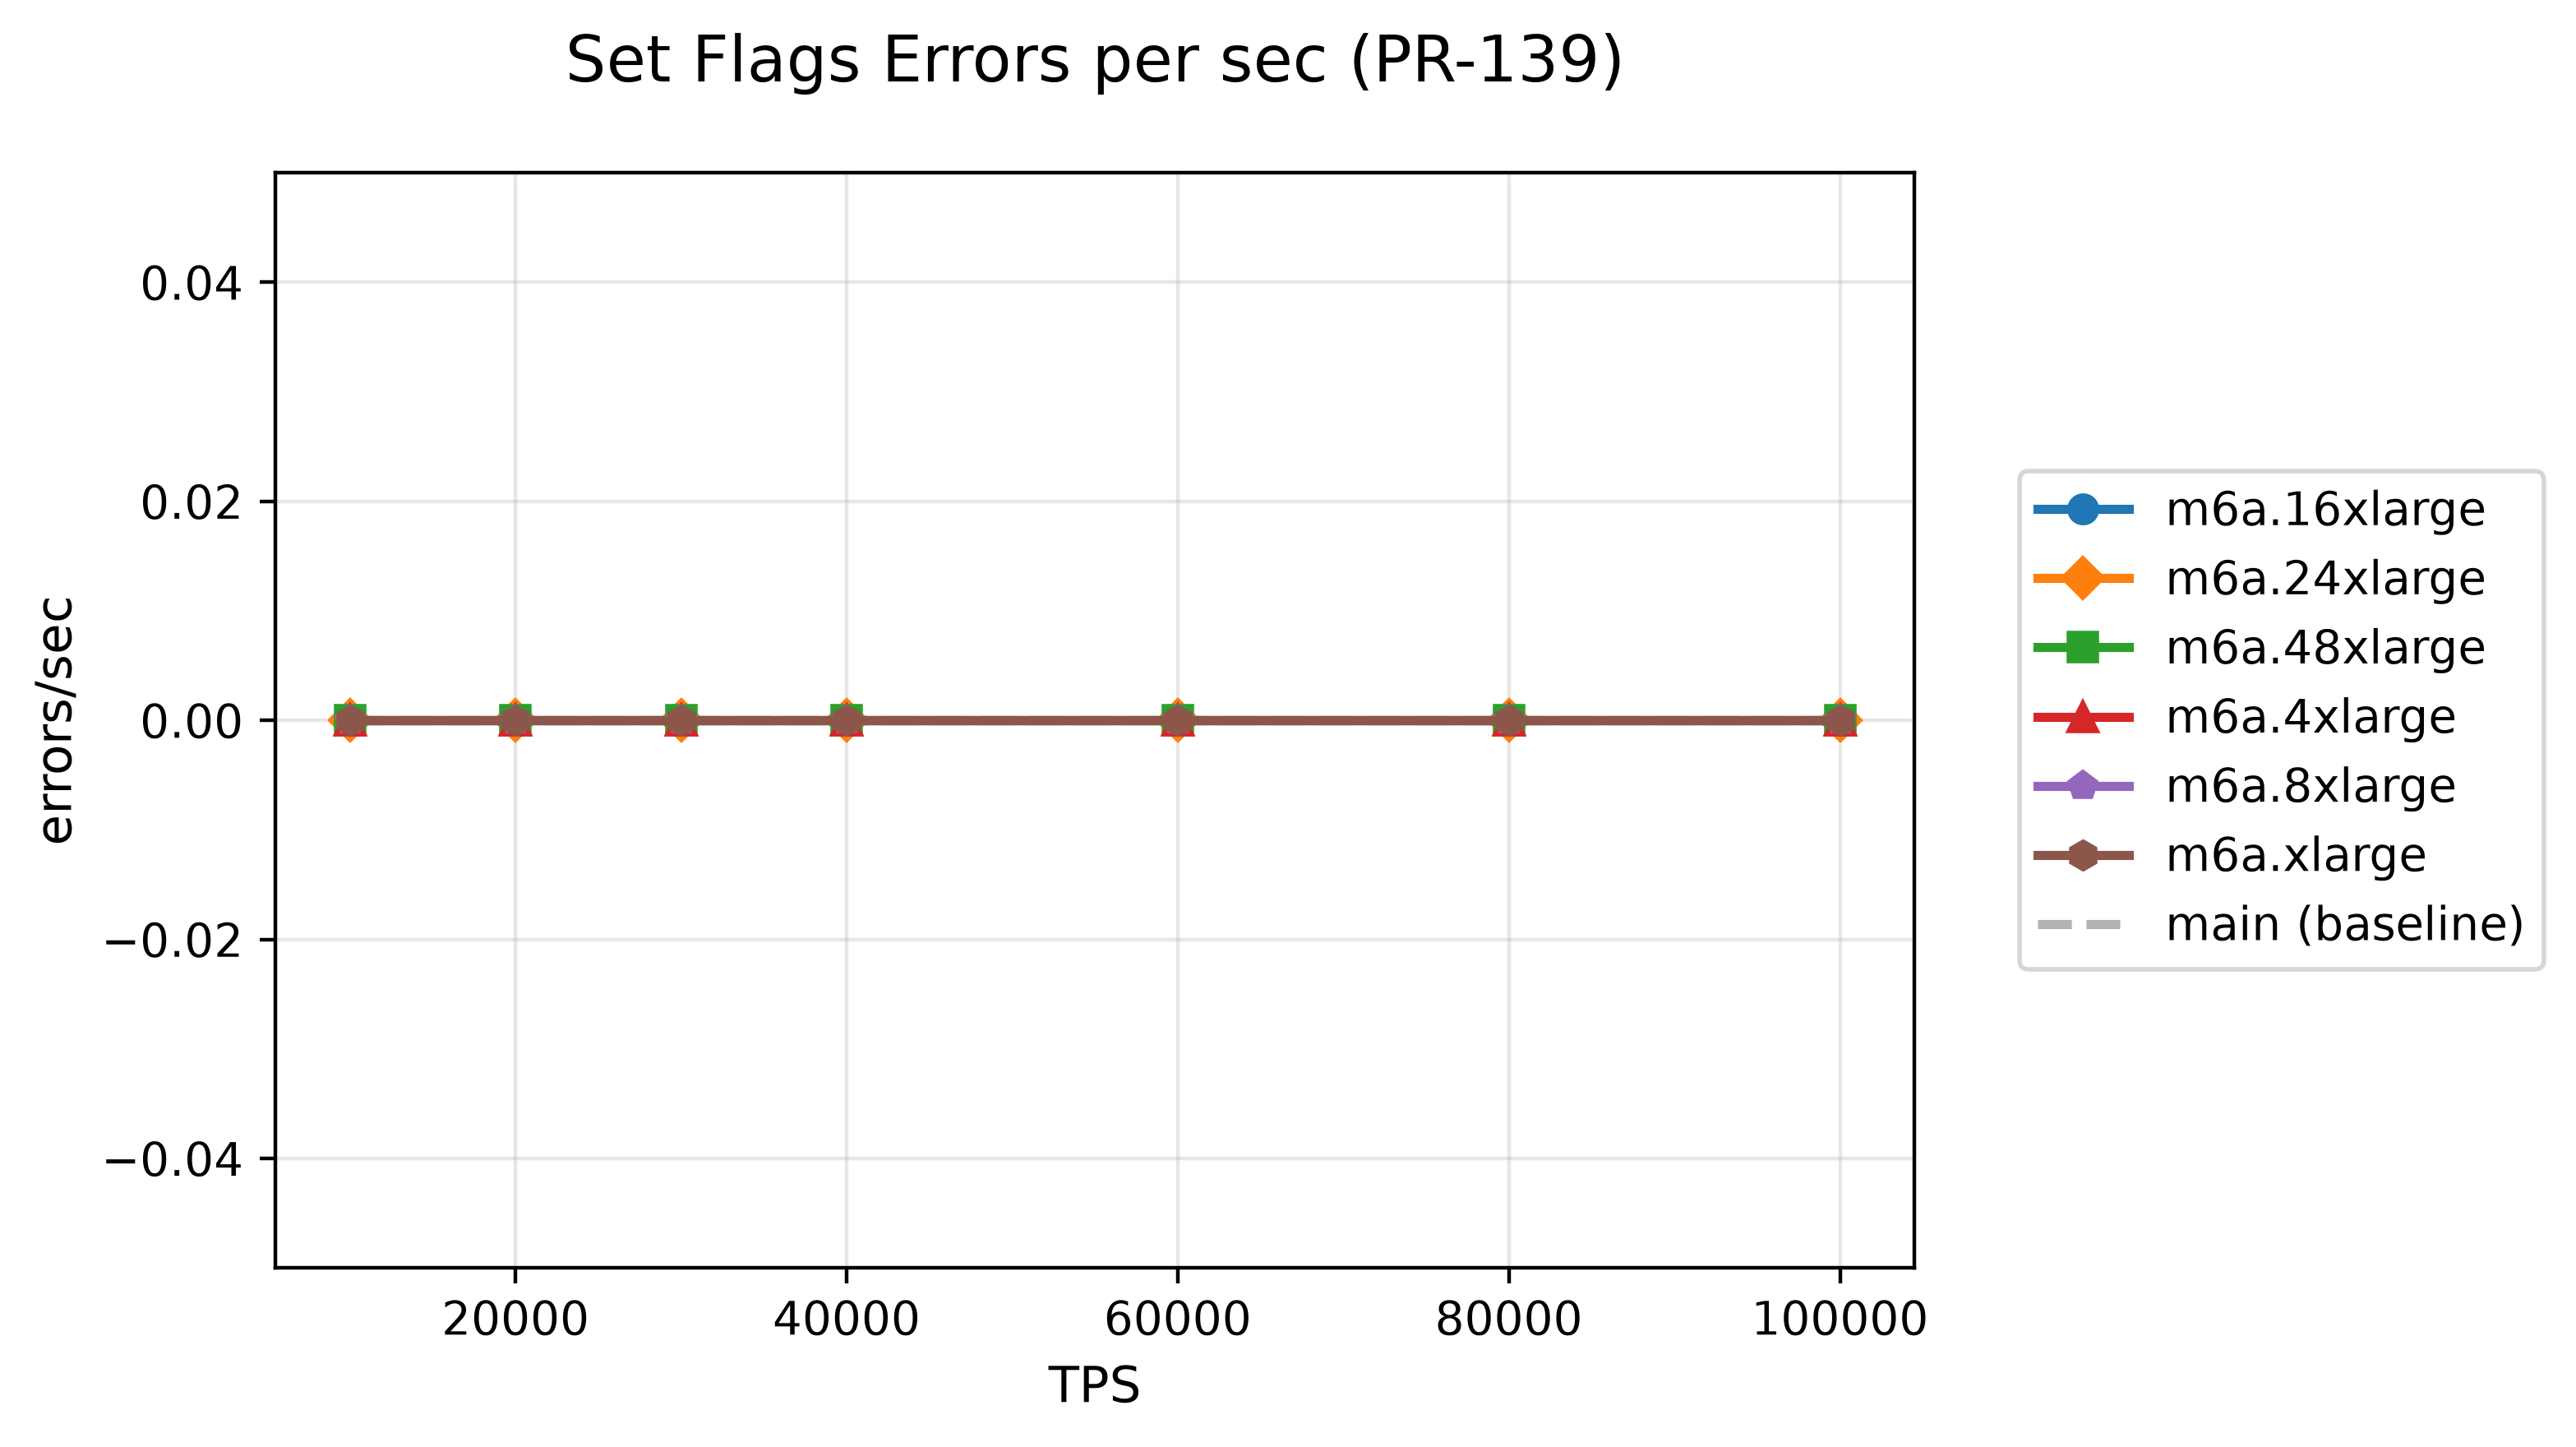 Set Flags Errors per sec (PR-139)
0.04
0.02
0.00
−0.02
−0.04
errors/sec
20000
40000
60000
80000
100000
TPS
m6a.16xlarge
m6a.24xlarge
m6a.48xlarge
m6a.4xlarge
m6a.8xlarge
m6a.xlarge
main (baseline)